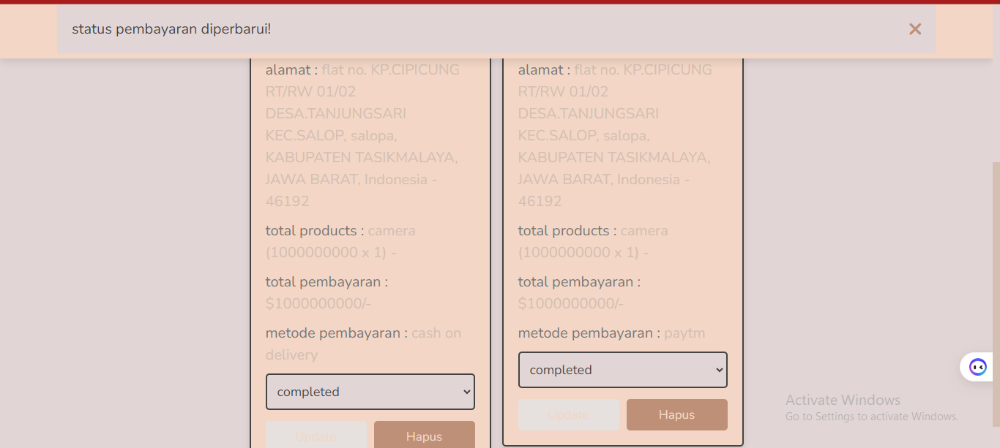 status pembayaran diperbarui!
alamat : flat no. KP.CIPICUNG
RT/RW 01/02
DESA.TANJUNGSARI
KEC.SALOP, salopa,
KABUPATEN TASIKMALAYA,
JAWA BARAT, Indonesia -
46192
total products : camera
(1000000000 x 1) -
total pembayaran :
$1000000000/-
metode pembayaran : cash on
delivery
completed
Update
Hapus
alamat : flat no. KP.CIPICUNG
RT/RW 01/02
DESA.TANJUNGSARI
KEC.SALOP, salopa,
KABUPATEN TASIKMALAYA,
JAWA BARAT, Indonesia -
46192
total products : camera
(1000000000 x 1) -
total pembayaran :
$1000000000/-
metode pembayaran : paytm
completed
Update
Hapus
Activate Windows
Go to Settings to activate Windows.